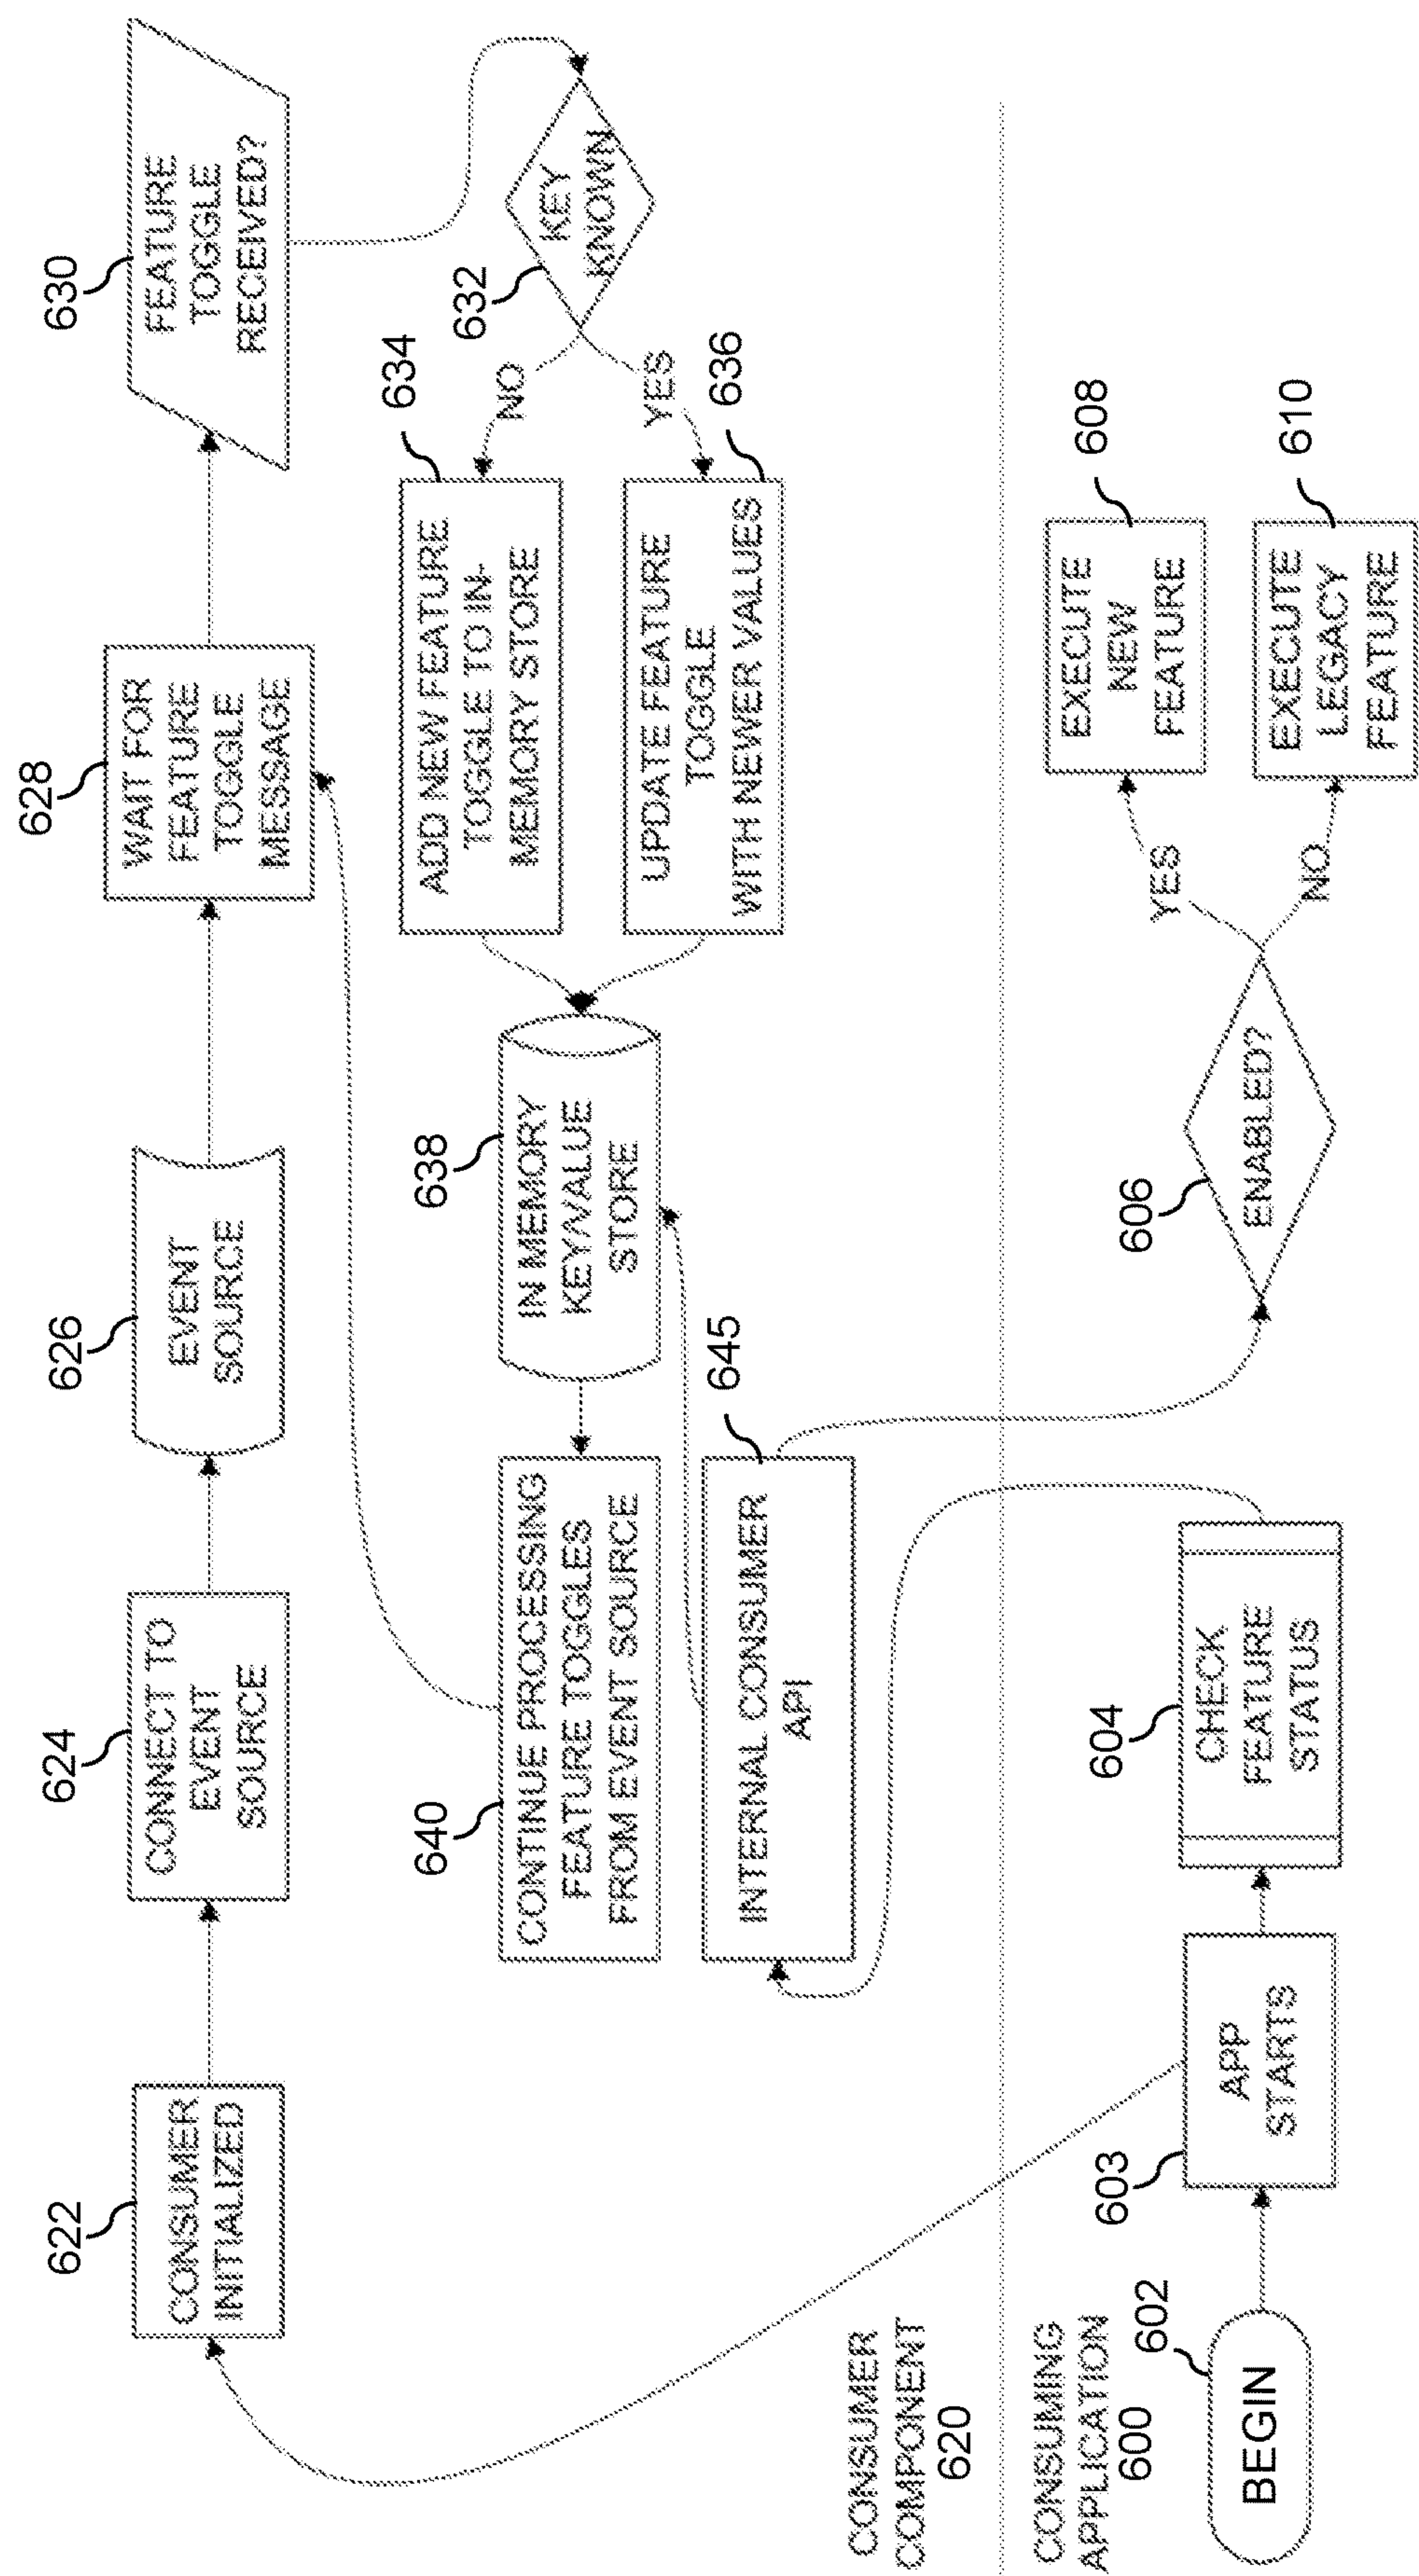 622
CONSUMER
INITIALIZED
624
CONNECT TO
EVENT
SOURCE
626
EVENT
SOURCE
628
WAIT FOR
FEATURE
TOGGLE
MESSAGE
630
FEATURE
TOGGLE
RECEIVED?
632
KEY
KNOWN
NO
YES
634
ADD NEW FEATURE
TOGGLE TO IN-
MEMORY STORE
636
UPDATE FEATURE
TOGGLE
WITH NEWER VALUES
638
IN MEMORY
KEY/VALUE
STORE
640
CONTINUE PROCESSING
FEATURE TOGGLES
FROM EVENT SOURCE
645
INTERNAL CONSUMER
API
CONSUMER
COMPONENT
620
CONSUMING
APPLICATION
600
602
BEGIN
603
APP
STARTS
604
CHECK
FEATURE
STATUS
606
ENABLED?
YES
NO
608
EXECUTE
NEW
FEATURE
610
EXECUTE
LEGACY
FEATURE